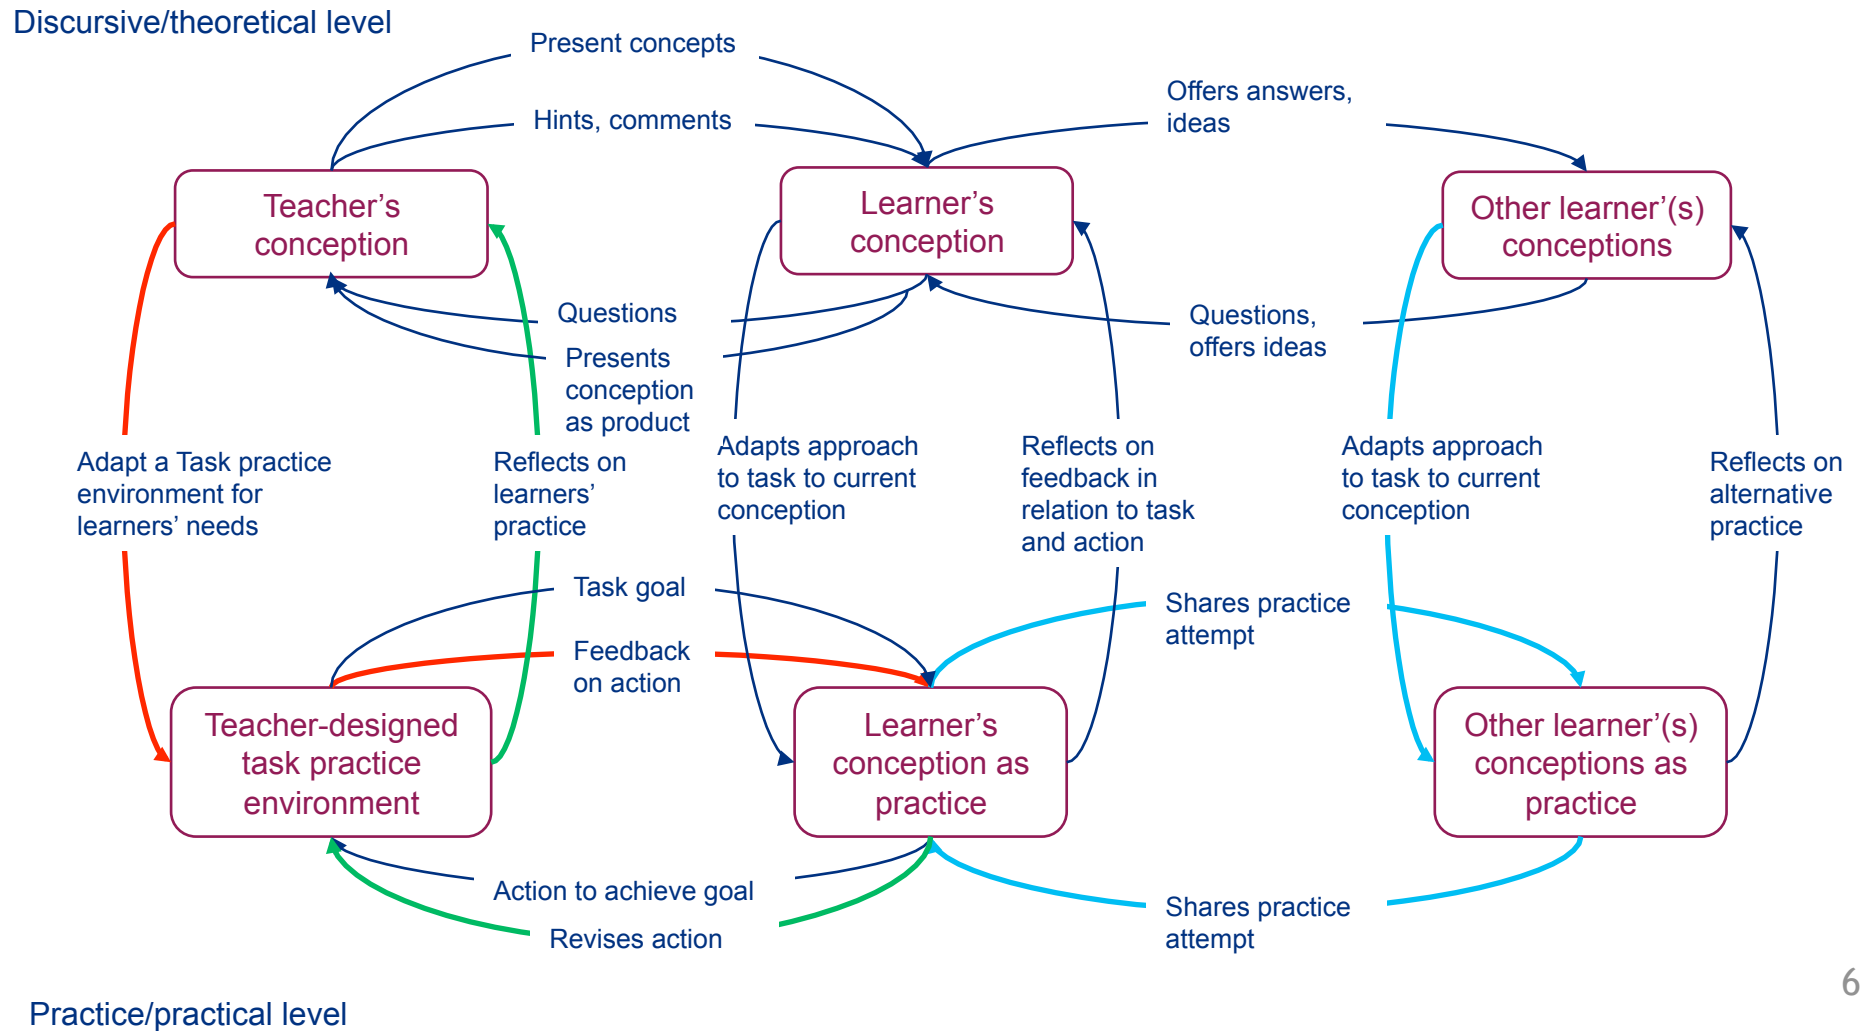 Discursive/theoretical level
Present concepts
Hints, comments
Offers answers,
ideas
Teacher's
conception
Learner's
conception
Other learner'(s)
conceptions
Questions
Presents
conception
as product
Questions,
offers ideas
Adapt a Task practice
environment for
learners' needs
Reflects on
learners'
practice
Adapts approach
to task to current
conception
Reflects on
feedback in
relation to task
and action
Adapts approach
to task to current
conception
Reflects on
alternative
practice
Task goal
Feedback
on action
Shares practice
attempt
Teacher-designed
task practice
environment
Learner's
conception as
practice
Other learner'(s)
conceptions as
practice
Action to achieve goal
Revises action
Shares practice
attempt
6
Practice/practical level